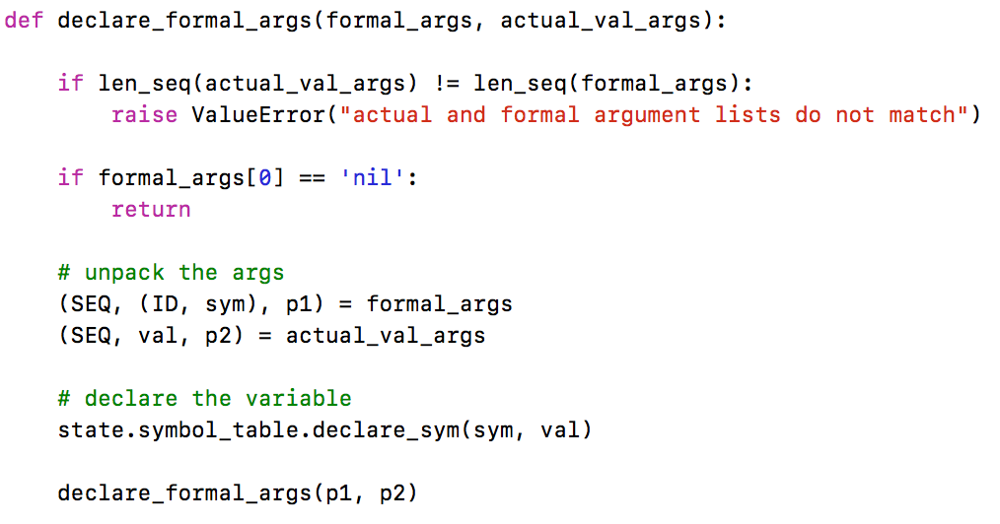 def declare_formal_args(formal_args, actual_val_args):
    if len_seq(actual_val_args) != len_seq(formal_args):
        raise ValueError("actual and formal argument lists do not match")
    if formal_args[0] == 'nil':
        return
    # unpack the args
    (SEQ, (ID, sym), p1) = formal_args
    (SEQ, val, p2) = actual_val_args
    # declare the variable
    state.symbol_table.declare_sym(sym, val)
    declare_formal_args(p1, p2)